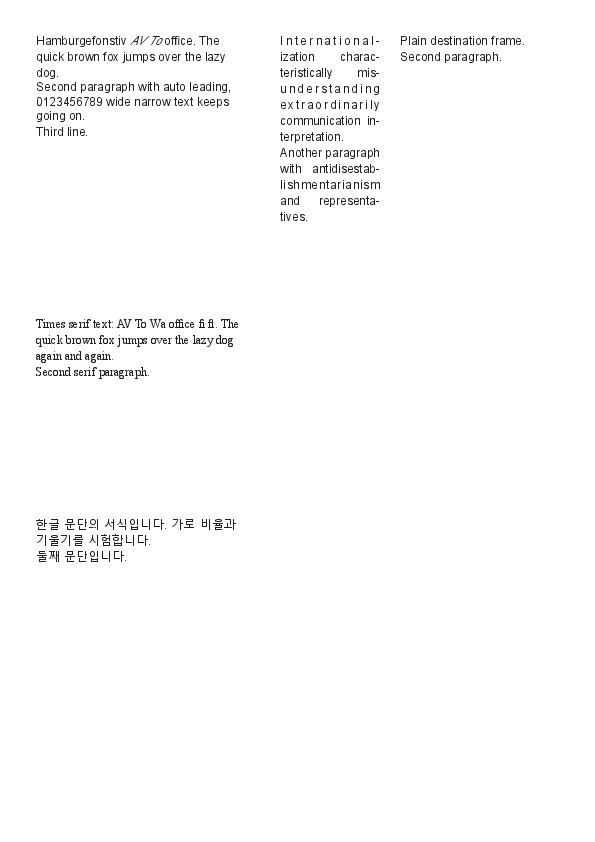 Hamburgefonstiv AV To office. The
quick brown fox jumps over the lazy
dog.
Second paragraph with auto leading,
0123456789 wide narrow text keeps
going on.
Third line.
International-
ization charac-
teristically mis-
understanding
extraordinarily
communication in-
terpretation.
Another paragraph
with antidisestab-
lishmentarianism
and representa-
tives.
Plain destination frame.
Second paragraph.
Times serif text: AV To Wa office fi fl. The
quick brown fox jumps over the lazy dog
again and again.
Second serif paragraph.
한글 문단의 서식입니다. 가로 비율과
기울기를 시험합니다.
둘째 문단입니다.